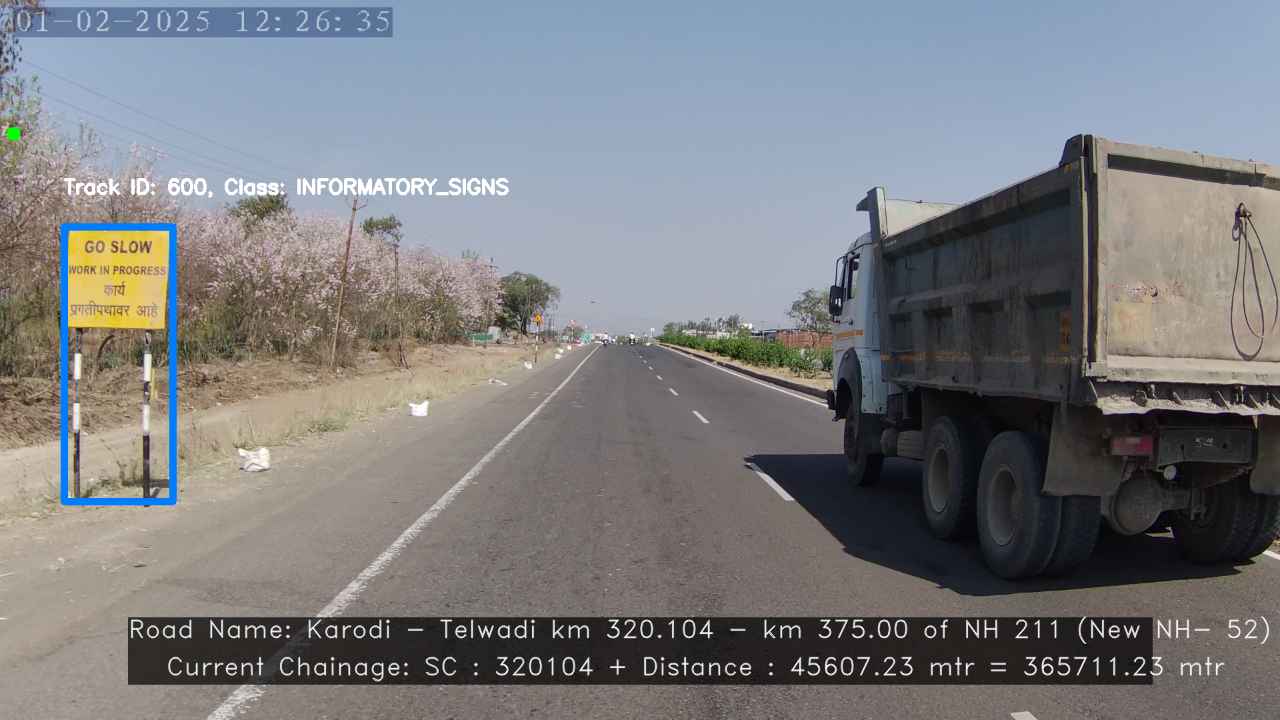 01-02-2025 12:26:35
Track ID: 600, Class: INFORMATORY_SIGNS
GO SLOW
WORK IN PROGRESS
कार्य
प्रगतीपथावर आहे
Road Name: Karodi - Telwadi km 320.104 - km 375.00 of NH 211 (New NH- 52)
Current Chainage: SC : 320104 + Distance : 45607.23 mtr = 365711.23 mtr